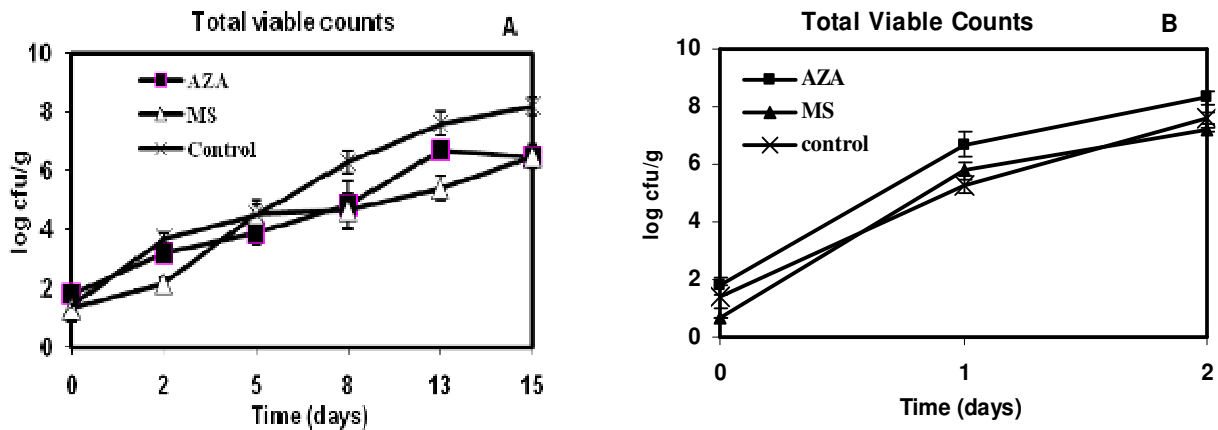 Total viable counts
A
10
8
6
4
2
0
log cfu/g
AZA
MS
Control
0 2 5 8 13 15
Time (days)
Total Viable Counts
B
10
8
6
4
2
0
log cfu/g
AZA
MS
control
0 1 2
Time (days)